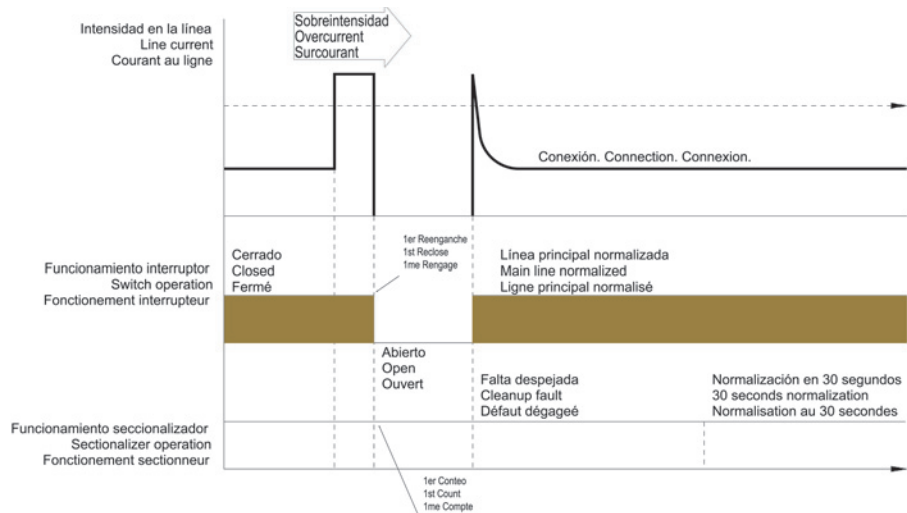 Intensidad en la línea
Line current
Courant au ligne
Sobreintensidad
Overcurrent
Surcourant
Conexión. Connection. Connexion.
Funcionamiento interruptor
Switch operation
Fonctionement interrupteur
Cerrado
Closed
Fermé
1er Reenganche
1st Reclose
1me Rengage
Línea principal normalizada
Main line normalized
Ligne principal normalisé
Abierto
Open
Ouvert
Falta despejada
Cleanup fault
Défaut dégageé
Normalización en 30 segundos
30 seconds normalization
Normalisation au 30 secondes
Funcionamiento seccionalizador
Sectionalizer operation
Fonctionement sectionneur
1er Conteo
1st Count
1me Compte